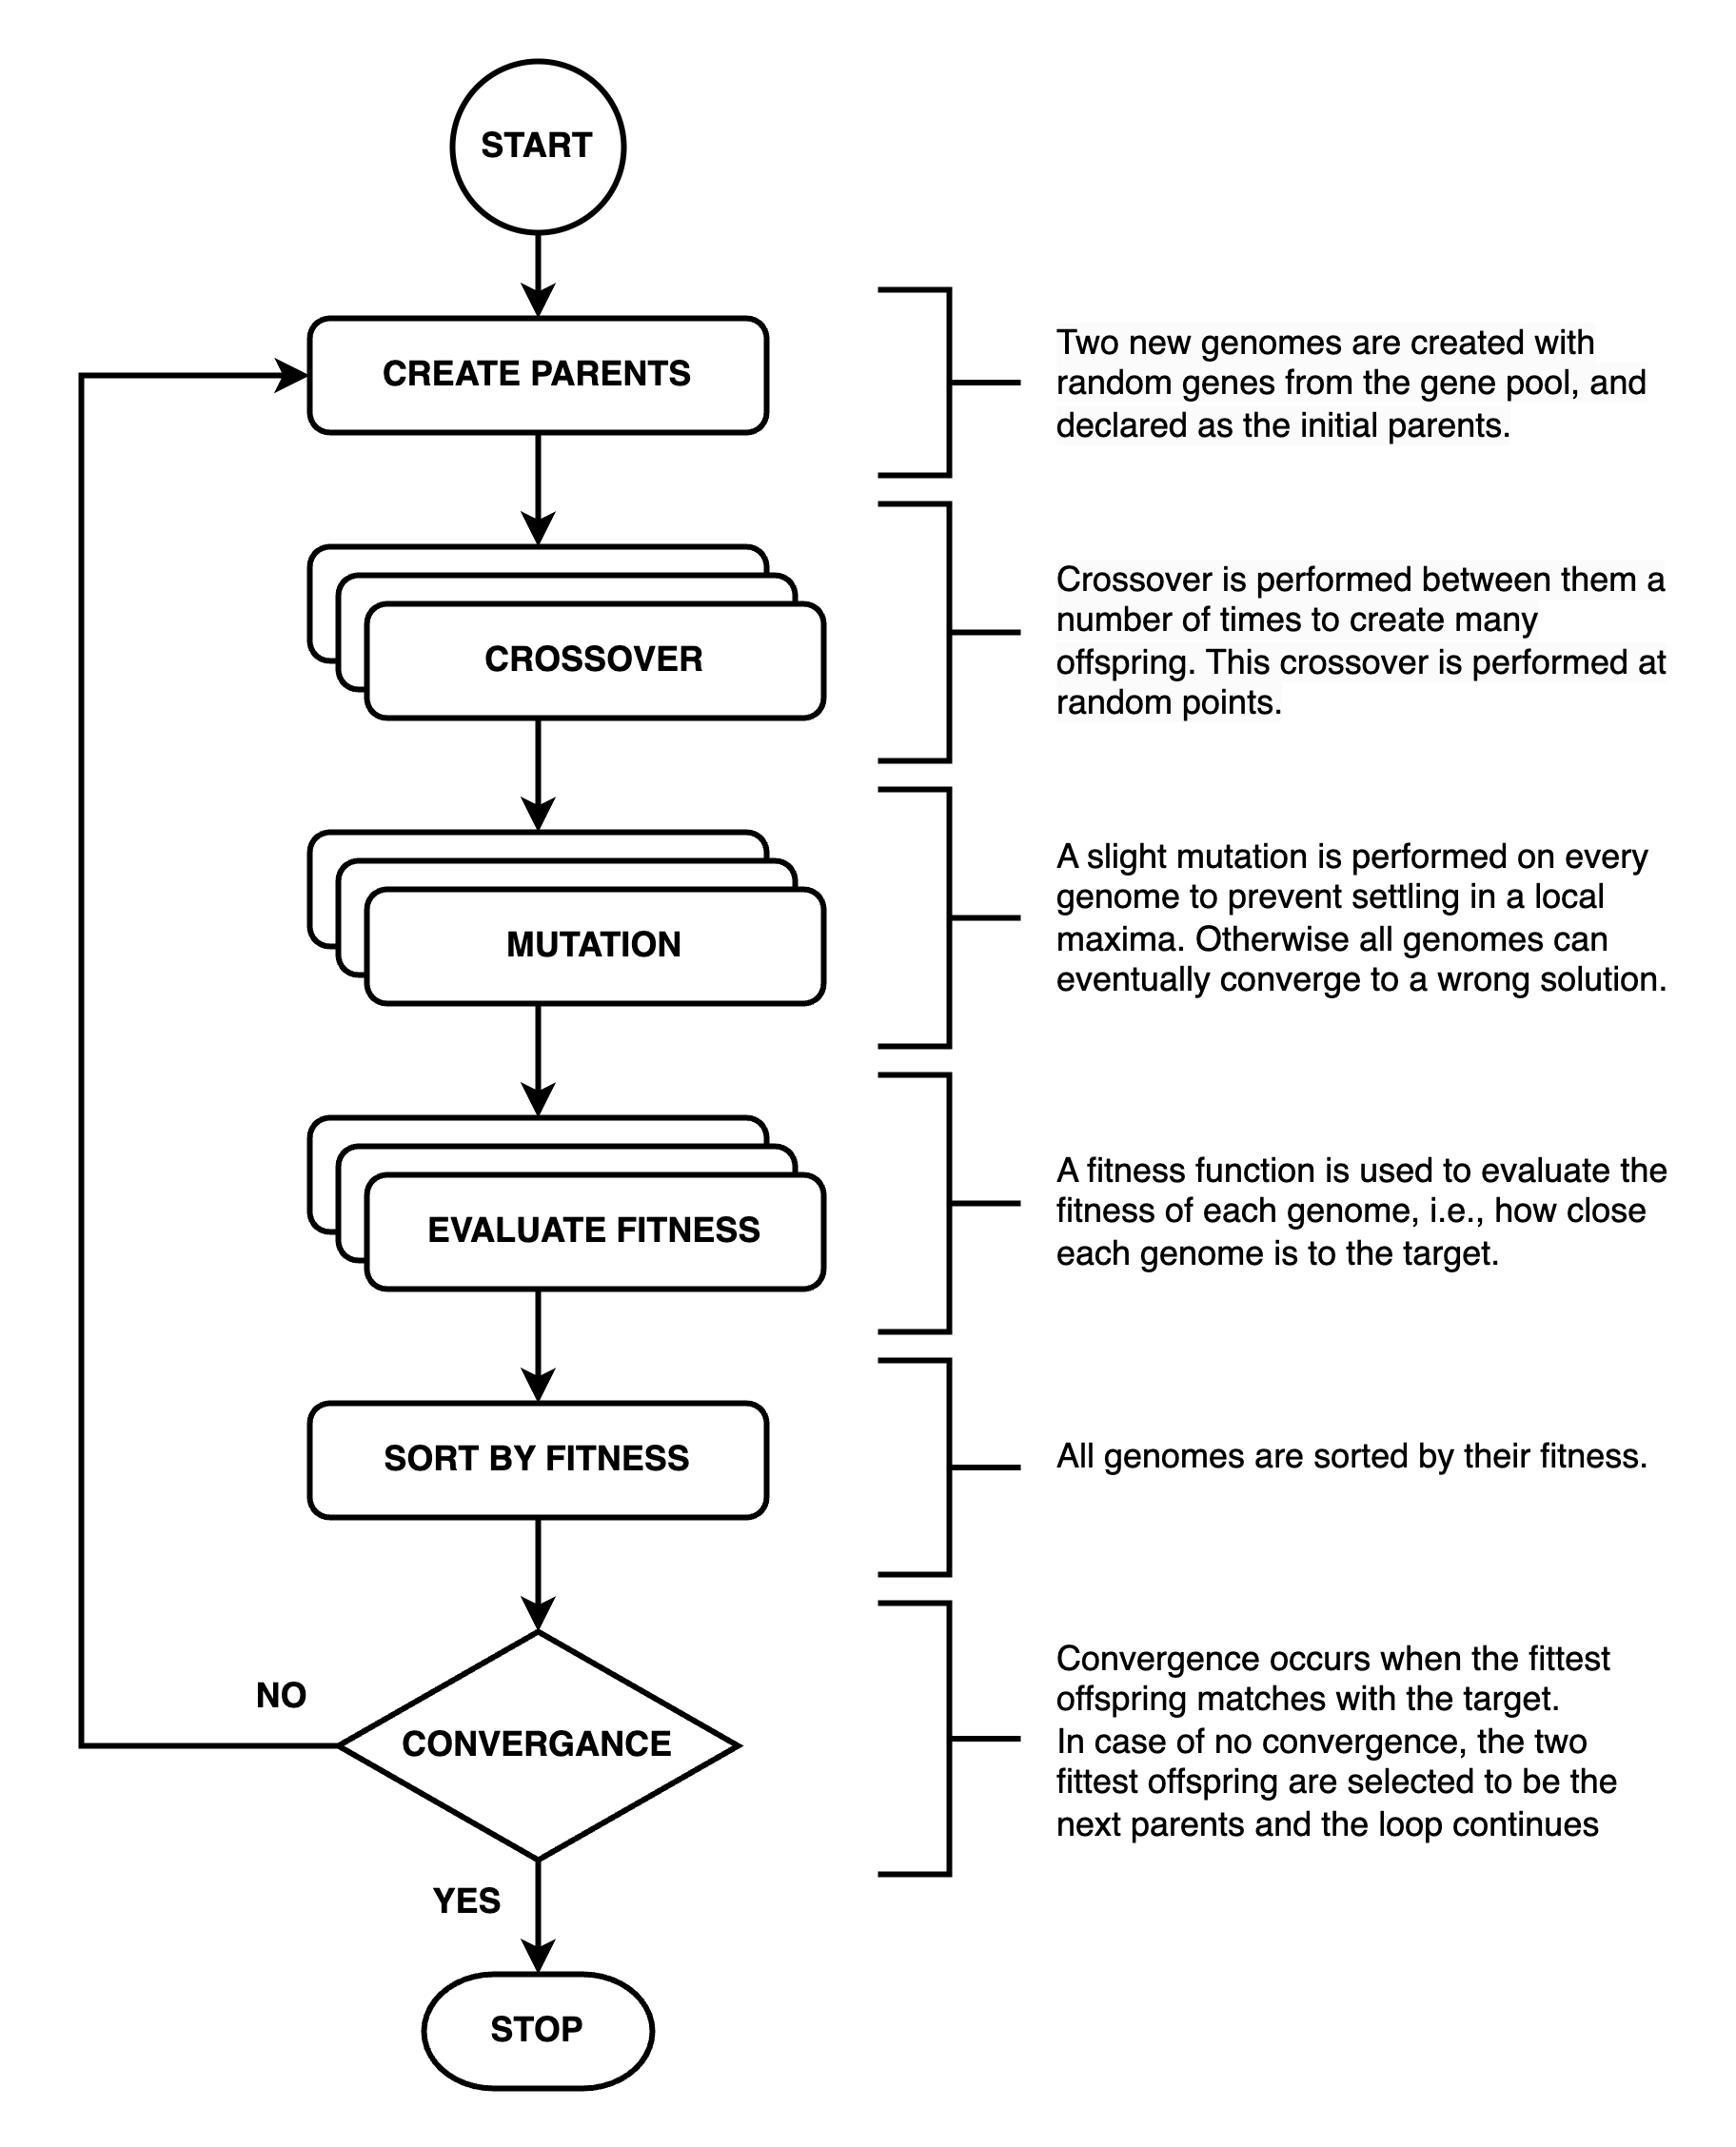 START
CREATE PARENTS
Two new genomes are created with
random genes from the gene pool, and
declared as the initial parents.
CROSSOVER
Crossover is performed between them a
number of times to create many
offspring. This crossover is performed at
random points.
MUTATION
A slight mutation is performed on every
genome to prevent settling in a local
maxima. Otherwise all genomes can
eventually converge to a wrong solution.
EVALUATE FITNESS
A fitness function is used to evaluate the
fitness of each genome, i.e., how close
each genome is to the target.
SORT BY FITNESS
All genomes are sorted by their fitness.
NO
CONVERGANCE
Convergence occurs when the fittest
offspring matches with the target.
In case of no convergence, the two
fittest offspring are selected to be the
next parents and the loop continues
YES
STOP